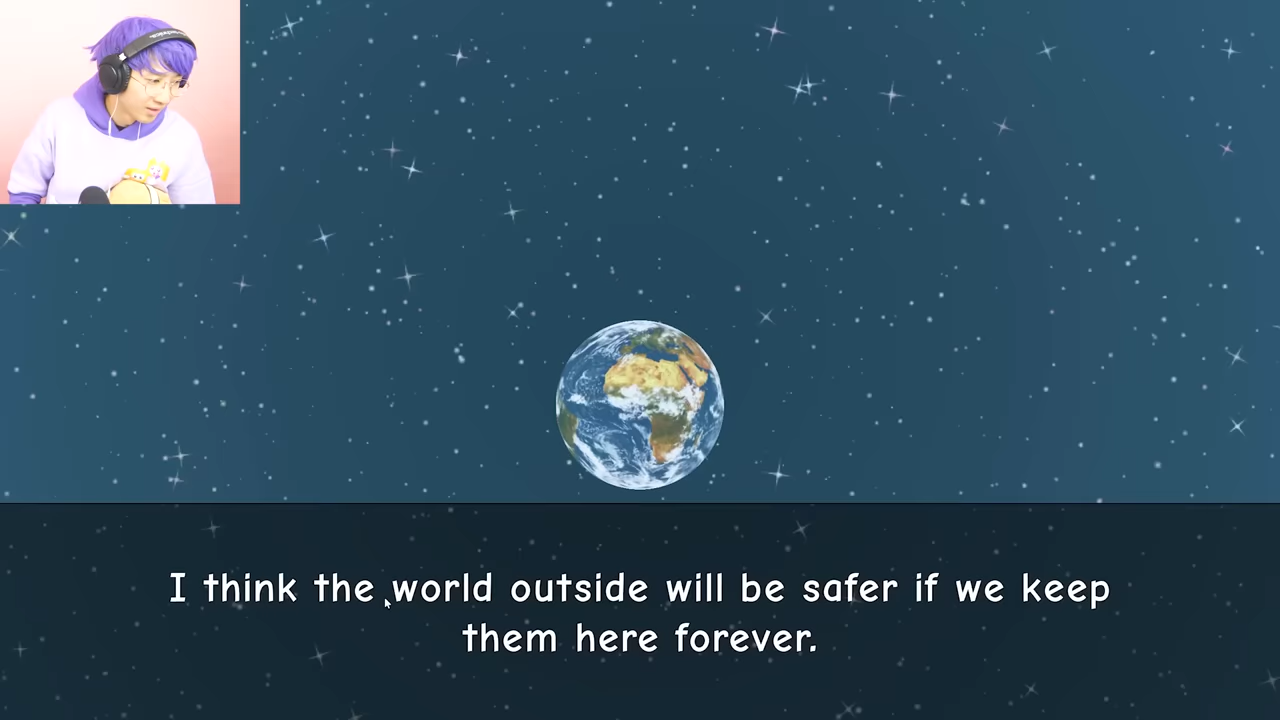 I think the world outside will be safer if we keep
them here forever.